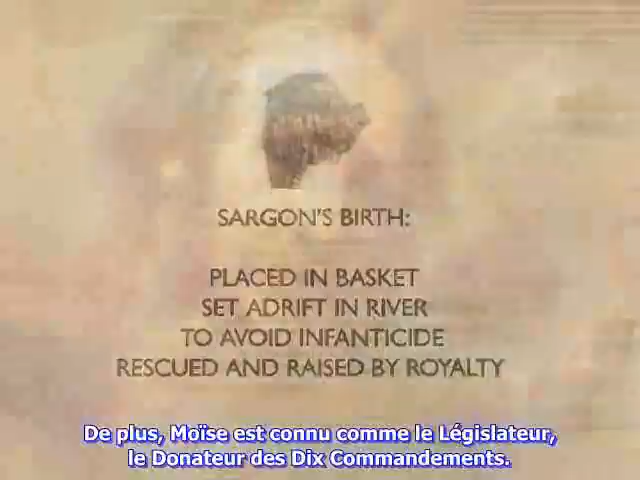 SARGON'S BIRTH:
PLACED IN BASKET
SET ADRIFT IN RIVER
TO AVOID INFANTICIDE
RESCUED AND RAISED BY ROYALTY
De plus, Moïse est connu comme le Législateur,
le Donateur des Dix Commandements.